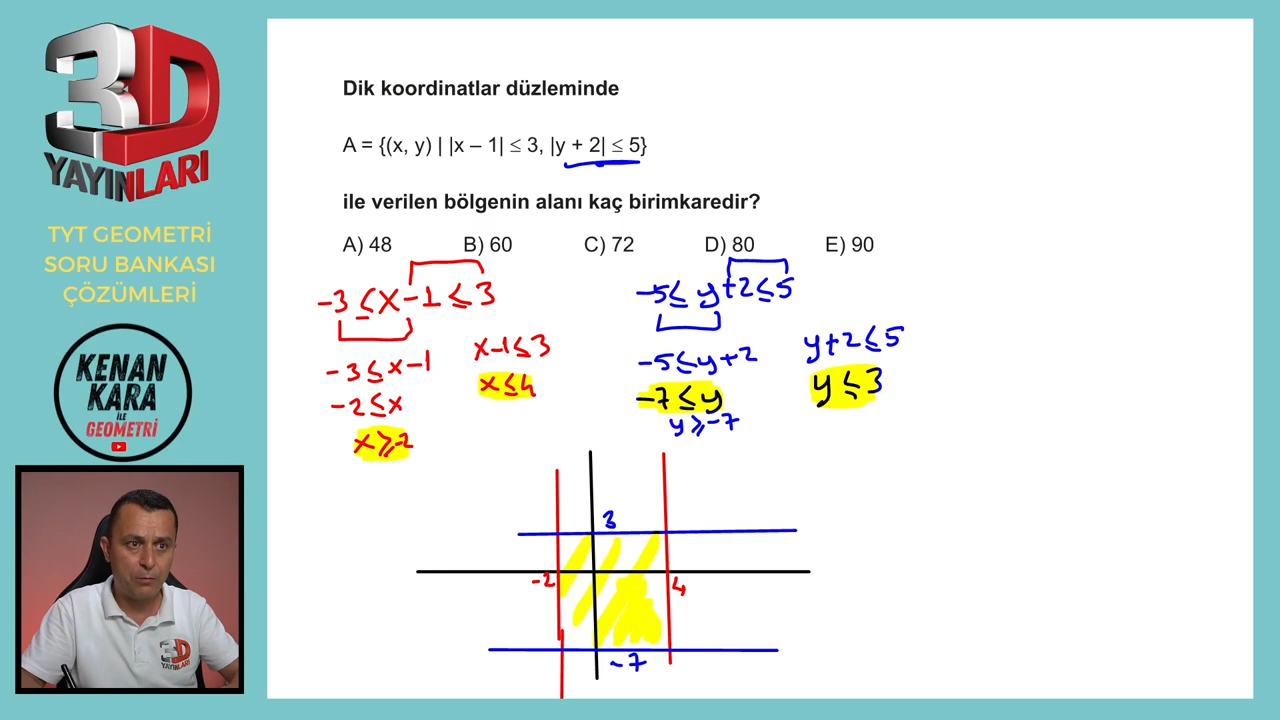 3D
YAYINLARI
TYT GEOMETRİ
SORU BANKASI
ÇÖZÜMLERİ
KENAN
KARA
İLE
GEOMETRİ
3D
YAYINLARI
Dik koordinatlar düzleminde
A = {(x, y) | |x – 1| ≤ 3, |y + 2| ≤ 5}
ile verilen bölgenin alanı kaç birimkaredir?
A) 48 B) 60 C) 72 D) 80 E) 90
-3 ≤ x-1 ≤ 3
-3 ≤ x-1
-2 ≤ x
x ≥ -2
x-1 ≤ 3
x ≤ 4
-5 ≤ y+2 ≤ 5
-5 ≤ y+2
-7 ≤ y
y ≥ -7
y+2 ≤ 5
y ≤ 3
3
-2
4
-7